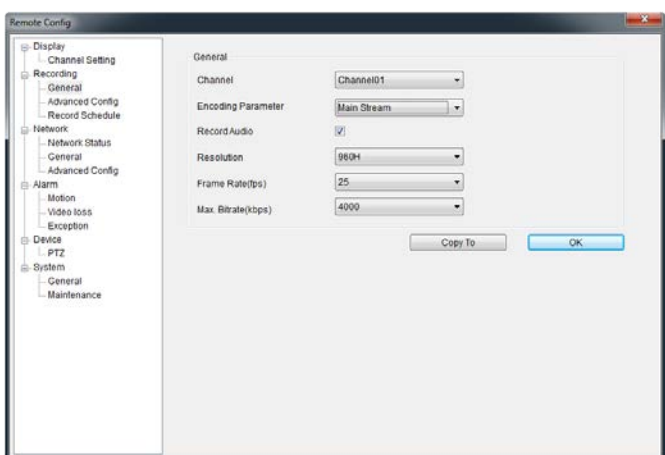 Remote Config
Display
Channel Setting
Recording
General
Advanced Config
Record Schedule
Network
Network Status
General
Advanced Config
Alarm
Motion
Video loss
Exception
Device
PTZ
System
General
Maintenance
General
Channel
Channel01
Encoding Parameter
Main Stream
Record Audio
Resolution
960H
Frame Rate(fps)
25
Max. Bitrate(kbps)
4000
Copy To
OK